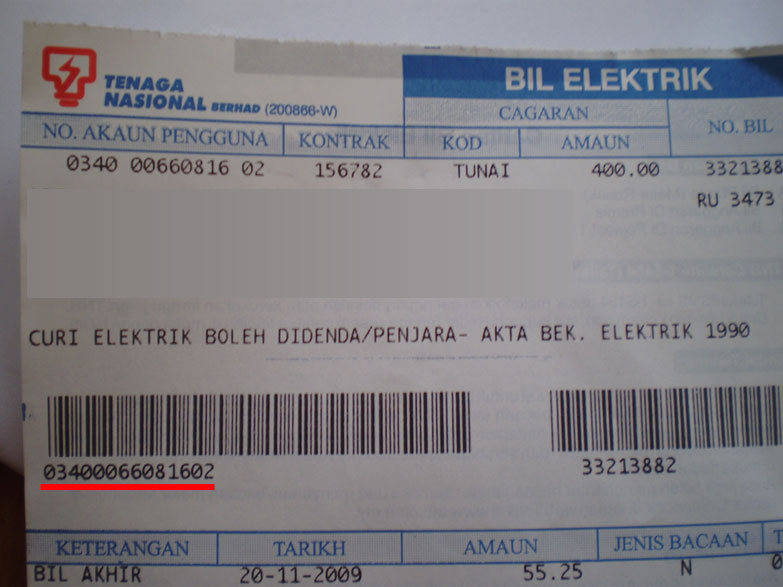 TENAGA
NASIONAL BERHAD (200866-W)
BIL ELEKTRIK
CAGARAN
NO. AKAUN PENGGUNA KONTRAK KOD AMAUN NO. BIL
0340 00660816 02 156782 TUNAI 400.00 3321388
RU 3473
CURI ELEKTRIK BOLEH DIDENDA/PENJARA- AKTA BEK. ELEKTRIK 1990
03400066081602 33213882
KETERANGAN TARIKH AMAUN JENIS BACAAN
BIL AKHIR 20-11-2009 55.25 N